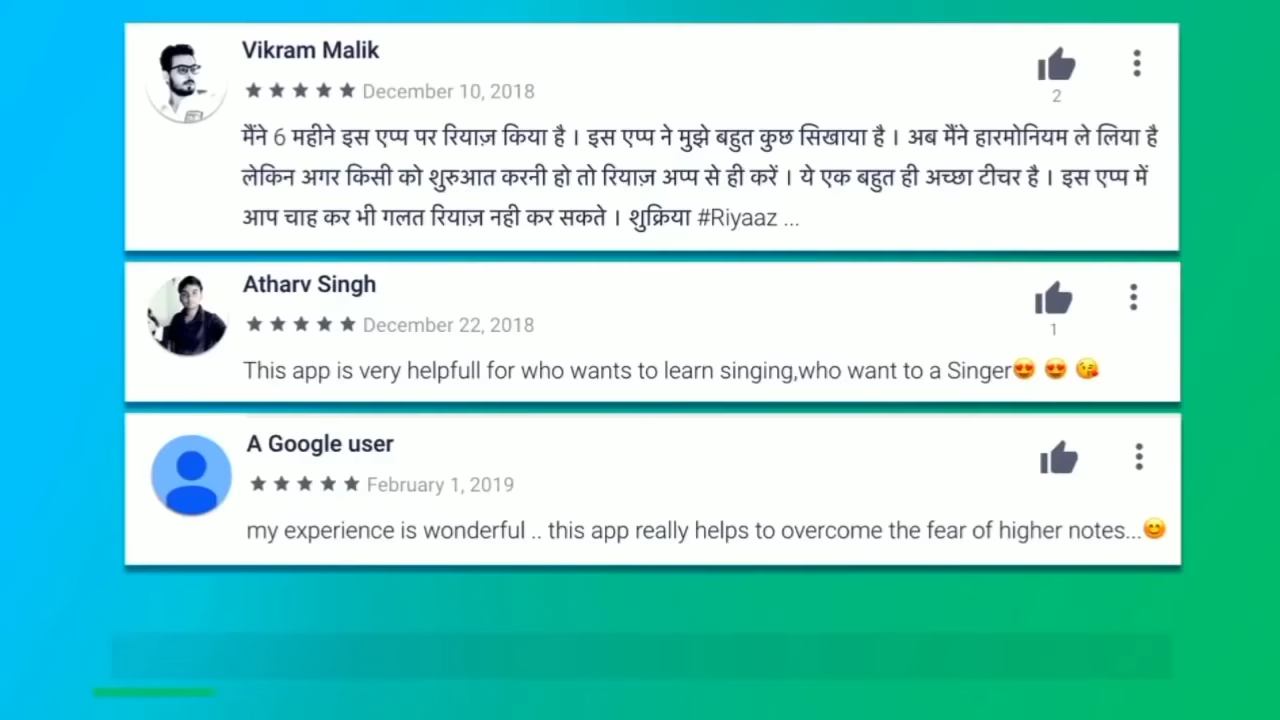 Vikram Malik
★★★★★ December 10, 2018
2
मैंने 6 महीने इस एप्प पर रियाज़ किया है । इस एप्प ने मुझे बहुत कुछ सिखाया है । अब मैंने हारमोनियम ले लिया है
लेकिन अगर किसी को शुरुआत करनी हो तो रियाज़ अप्प से ही करें । ये एक बहुत ही अच्छा टीचर है । इस एप्प में
आप चाह कर भी गलत रियाज़ नही कर सकते । शुक्रिया #Riyaaz ...
Atharv Singh
★★★★★ December 22, 2018
1
This app is very helpfull for who wants to learn singing,who want to a Singer😍 😍 😘
A Google user
★★★★★ February 1, 2019
my experience is wonderful .. this app really helps to overcome the fear of higher notes...😊